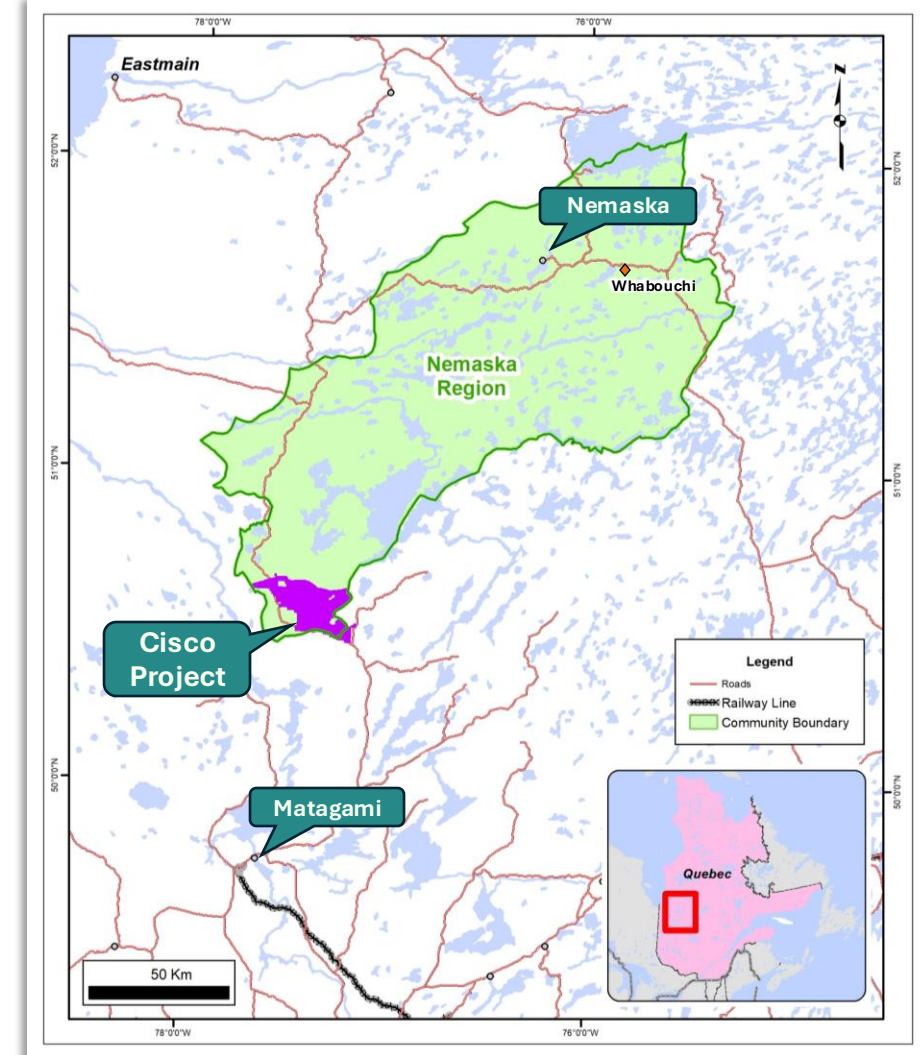 78°0'0"W
76°0'0"W
Eastmain
N
52°0'0"N
52°0'0"N
Nemaska
Whabouchi
Nemaska
Region
51°0'0"N
51°0'0"N
Cisco
Project
Legend
Roads
Railway Line
Community Boundary
50°0'0"N
50°0'0"N
Matagami
Quebec
50 Km
78°0'0"W
76°0'0"W